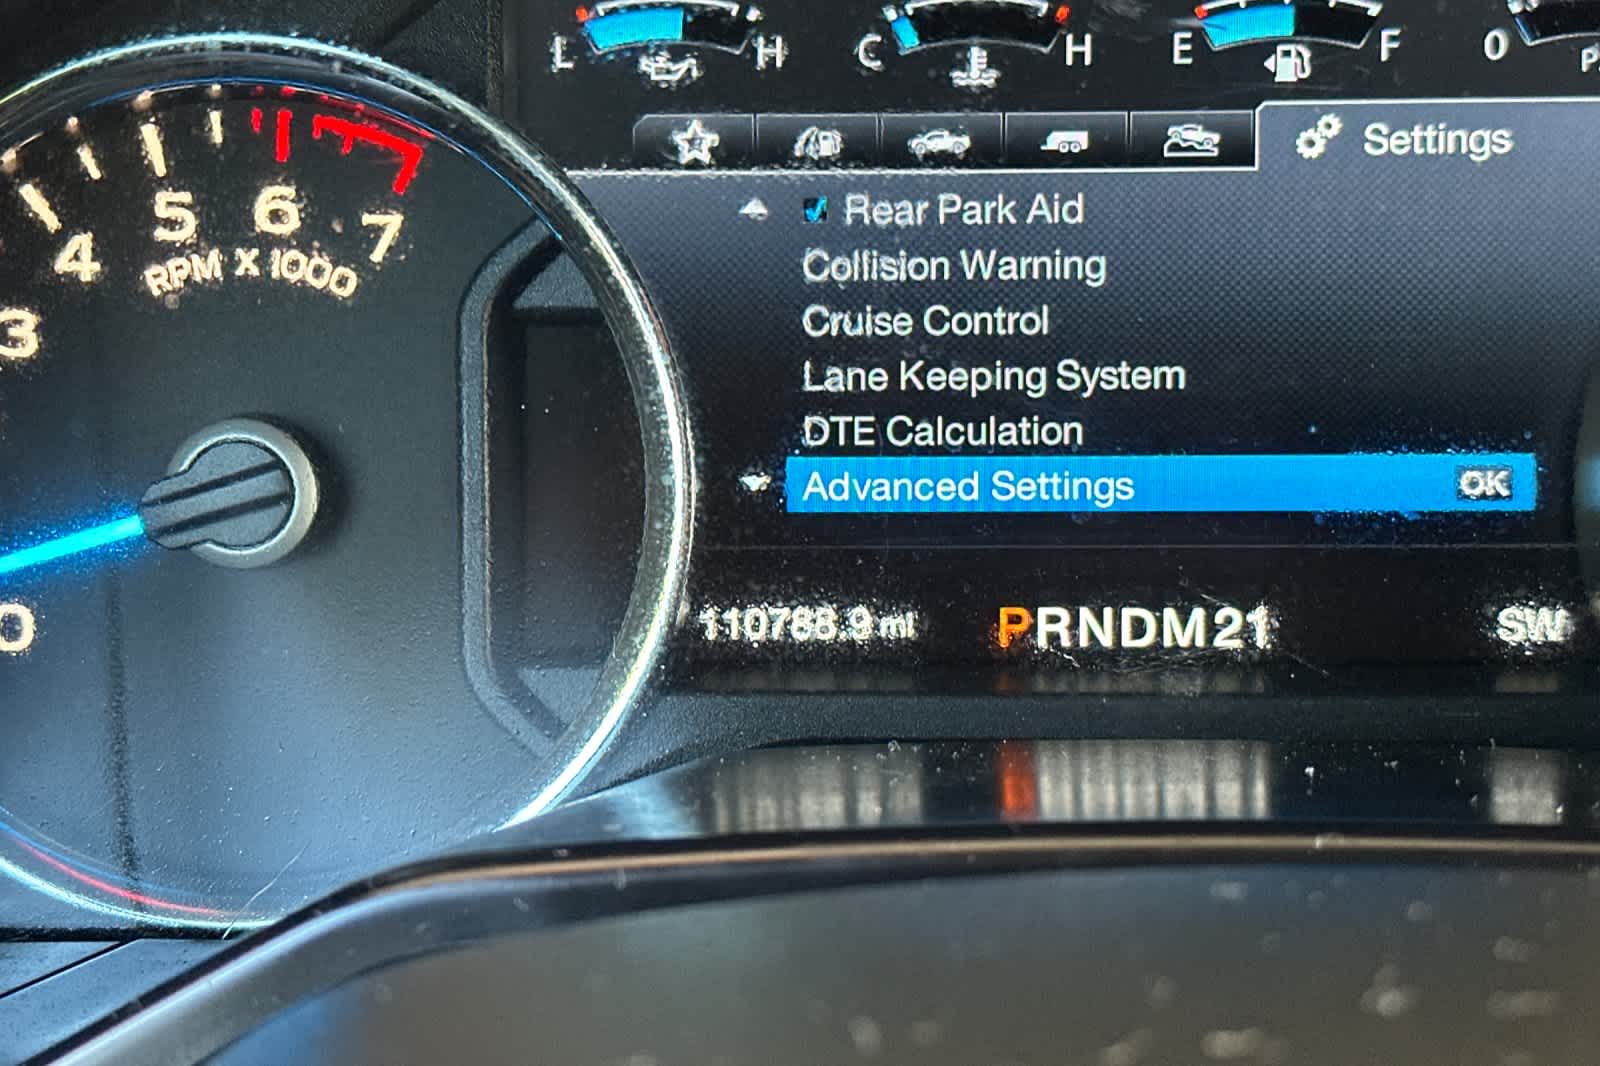 L H C H E F 0
Settings
Rear Park Aid
Collision Warning
Cruise Control
Lane Keeping System
DTE Calculation
Advanced Settings OK
110788.9 mi PRNDM21 SW
3 4 5 6 7
RPM X 1000
0